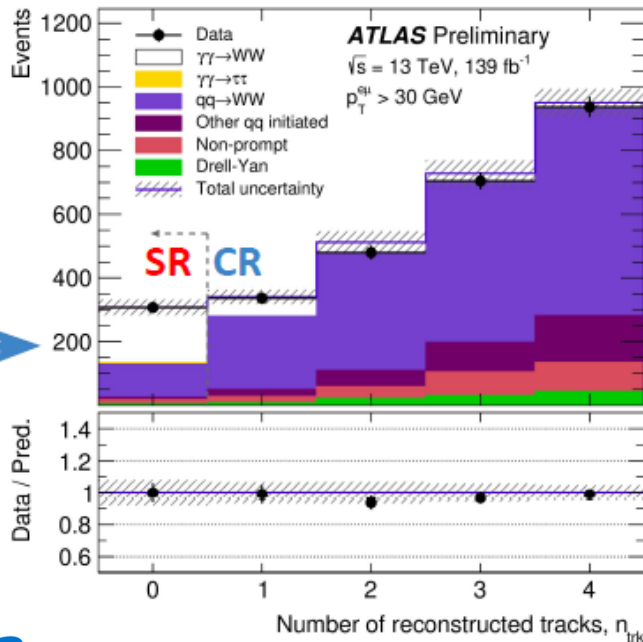 Events
1200
1000
800
600
400
200
Data
γγ→WW
γγ→ττ
qq→WW
Other qq initiated
Non-prompt
Drell-Yan
Total uncertainty
ATLAS Preliminary
√s = 13 TeV, 139 fb⁻¹
p_T^eμ > 30 GeV
SR CR
Data / Pred.
1.4
1.2
1
0.8
0.6
0 1 2 3 4
Number of reconstructed tracks, n_trk